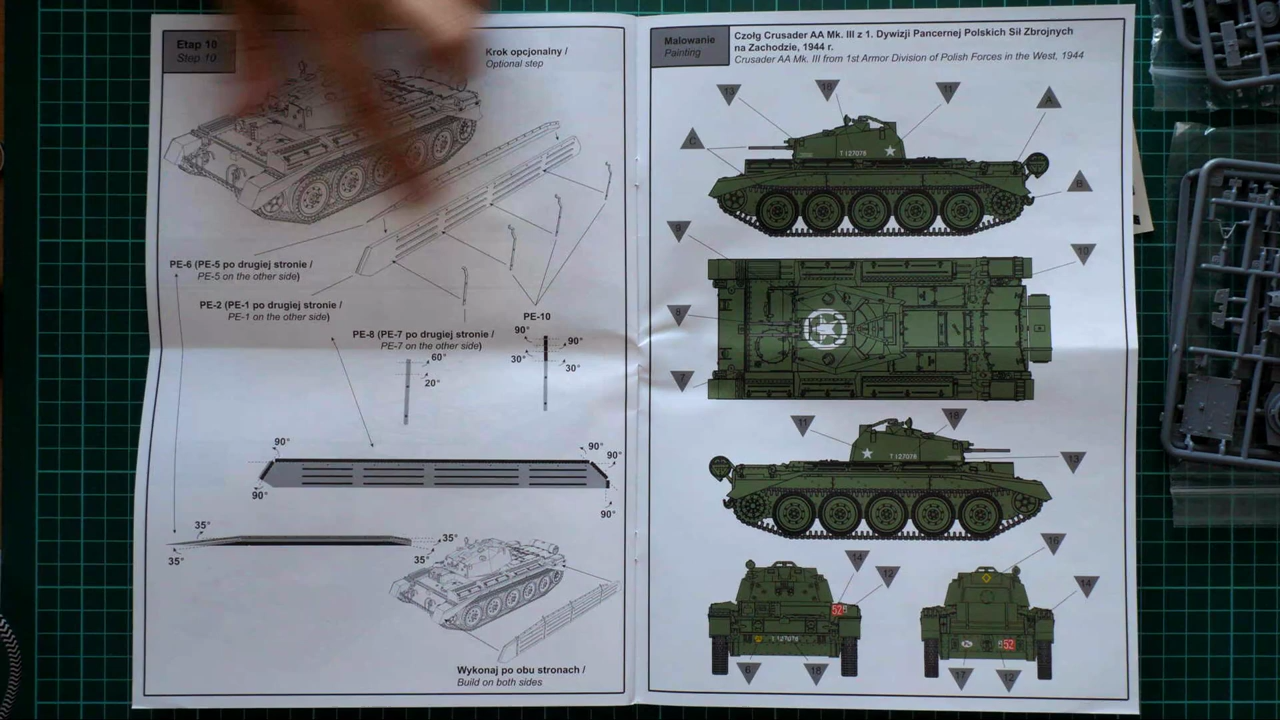 Etap 10
Step 10
Krok opcjonalny /
Optional step
PE-6 (PE-5 po drugiej stronie /
PE-5 on the other side)
PE-2 (PE-1 po drugiej stronie /
PE-1 on the other side)
PE-8 (PE-7 po drugiej stronie /
PE-7 on the other side)
PE-10
60°
20°
90°
90°
30°
30°
90°
90°
90°
90°
90°
35°
35°
35°
35°
Wykonaj po obu stronach /
Build on both sides
Malowanie
Painting
Czołg Crusader AA Mk. III z 1. Dywizji Pancernej Polskich Sił Zbrojnych
na Zachodzie, 1944 r.
Crusader AA Mk. III from 1st Armor Division of Polish Forces in the West, 1944
13
11
A
C
T 127078
B
9
10
7
11
18
T 127078
13
14
12
52
T 127078
6
18
16
14
52
17
12